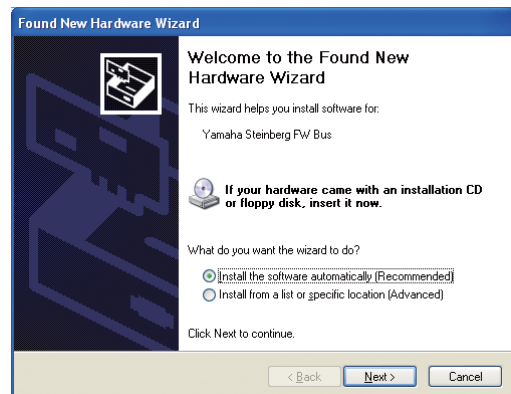 Found New Hardware Wizard
Welcome to the Found New
Hardware Wizard
This wizard helps you install software for:
Yamaha Steinberg FW Bus
If your hardware came with an installation CD
or floppy disk, insert it now.
What do you want the wizard to do?
Install the software automatically (Recommended)
Install from a list or specific location (Advanced)
Click Next to continue.
< Back Next > Cancel